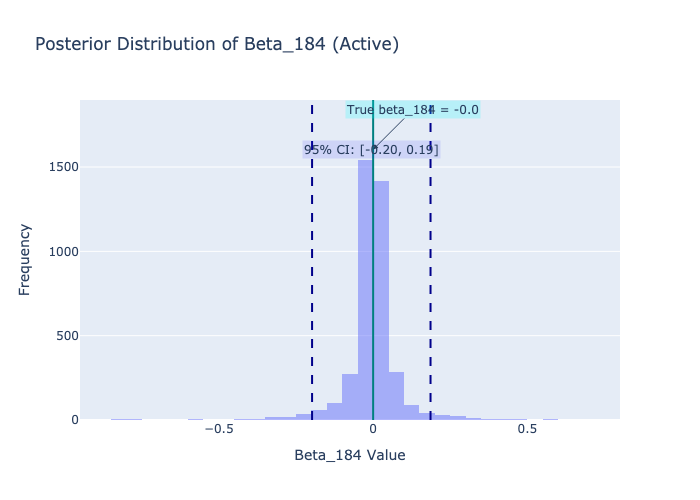 Posterior Distribution of Beta_184 (Active)
True beta_184 = -0.0
95% CI: [-0.20, 0.19]
1500
1000
500
0
Frequency
−0.5
0
0.5
Beta_184 Value